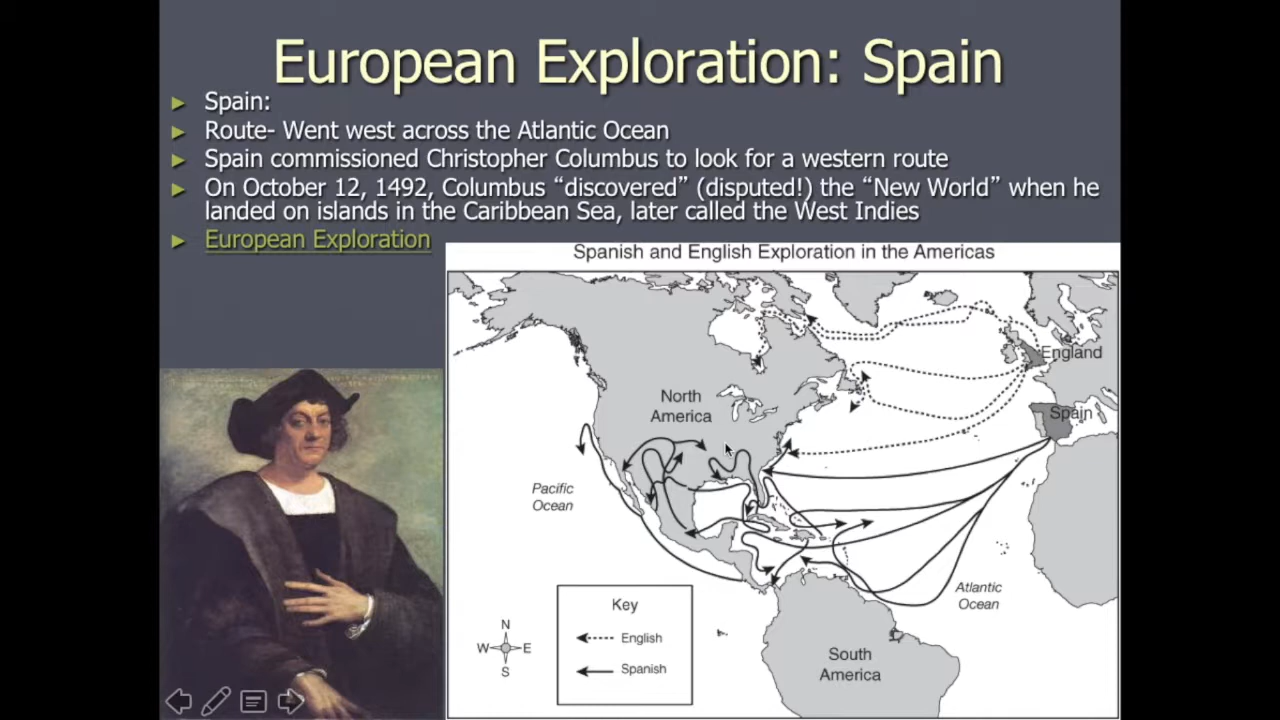 European Exploration: Spain
Spain:
Route- Went west across the Atlantic Ocean
Spain commissioned Christopher Columbus to look for a western route
On October 12, 1492, Columbus “discovered” (disputed!) the “New World” when he
landed on islands in the Caribbean Sea, later called the West Indies
European Exploration
Spanish and English Exploration in the Americas
England
North
America
Spain
Pacific
Ocean
Atlantic
Ocean
Key
English
Spanish
N
W E
S
South
America